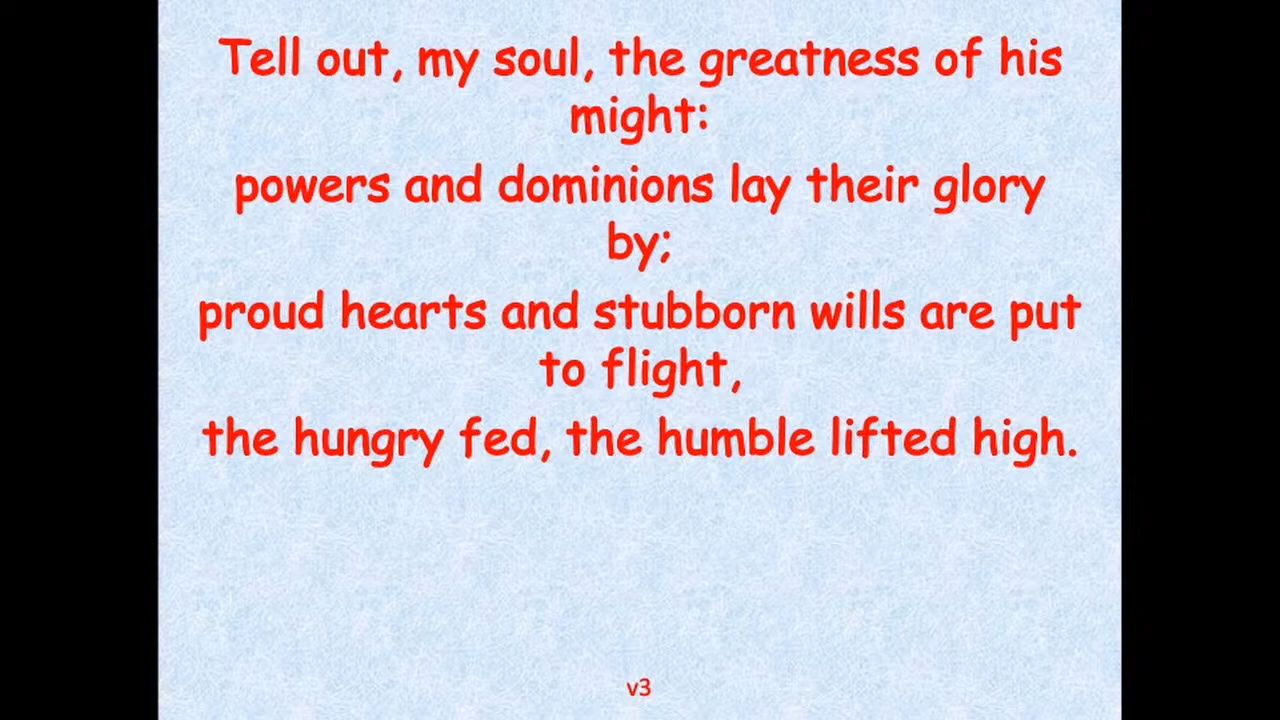 Tell out, my soul, the greatness of his
might:
powers and dominions lay their glory
by;
proud hearts and stubborn wills are put
to flight,
the hungry fed, the humble lifted high.
v3